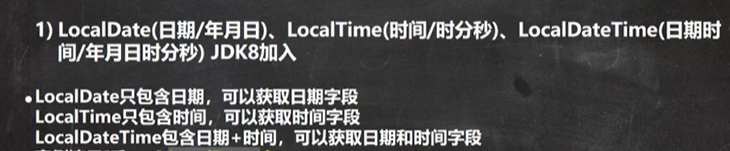 1) LocalDate(日期/年月日)、LocalTime(时间/时分秒)、LocalDateTime(日期时
间/年月日时分秒) JDK8加入
•LocalDate只包含日期，可以获取日期字段
LocalTime只包含时间，可以获取时间字段
LocalDateTime包含日期+时间，可以获取日期和时间字段